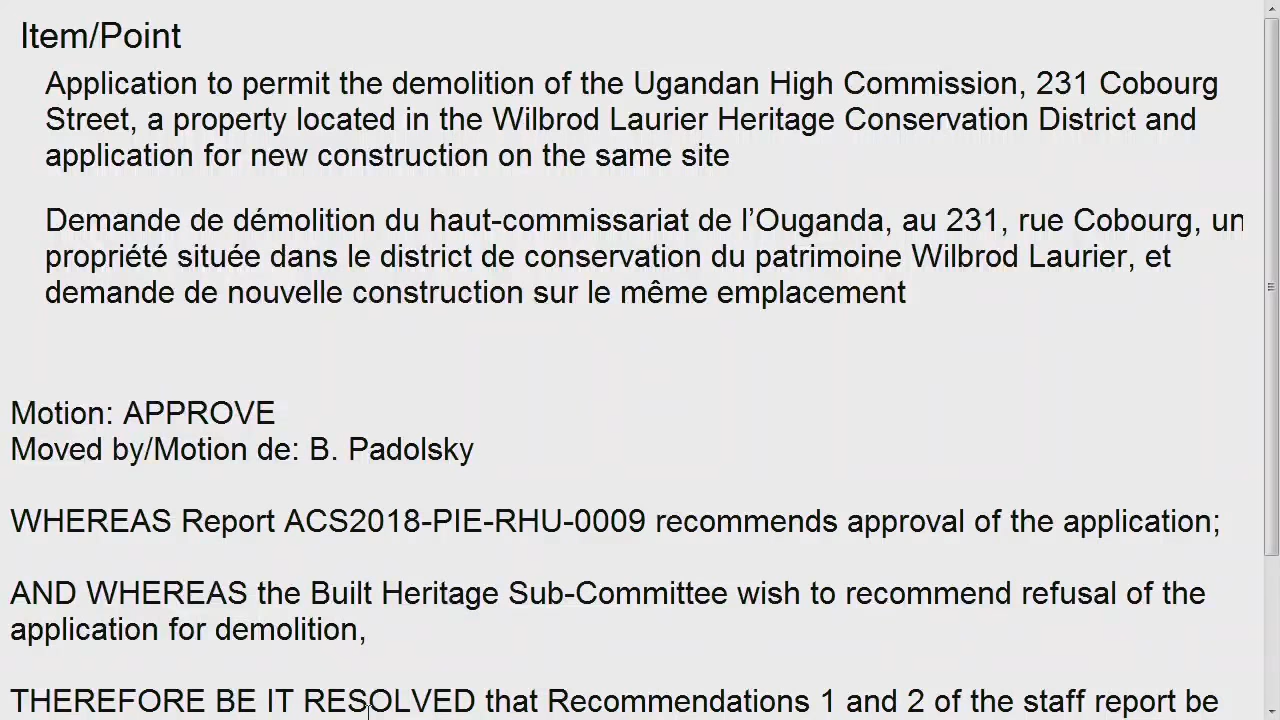 Item/Point
Application to permit the demolition of the Ugandan High Commission, 231 Cobourg
Street, a property located in the Wilbrod Laurier Heritage Conservation District and
application for new construction on the same site
Demande de démolition du haut-commissariat de l’Ouganda, au 231, rue Cobourg, un
propriété située dans le district de conservation du patrimoine Wilbrod Laurier, et
demande de nouvelle construction sur le même emplacement
Motion: APPROVE
Moved by/Motion de: B. Padolsky
WHEREAS Report ACS2018-PIE-RHU-0009 recommends approval of the application;
AND WHEREAS the Built Heritage Sub-Committee wish to recommend refusal of the
application for demolition,
THEREFORE BE IT RESOLVED that Recommendations 1 and 2 of the staff report be